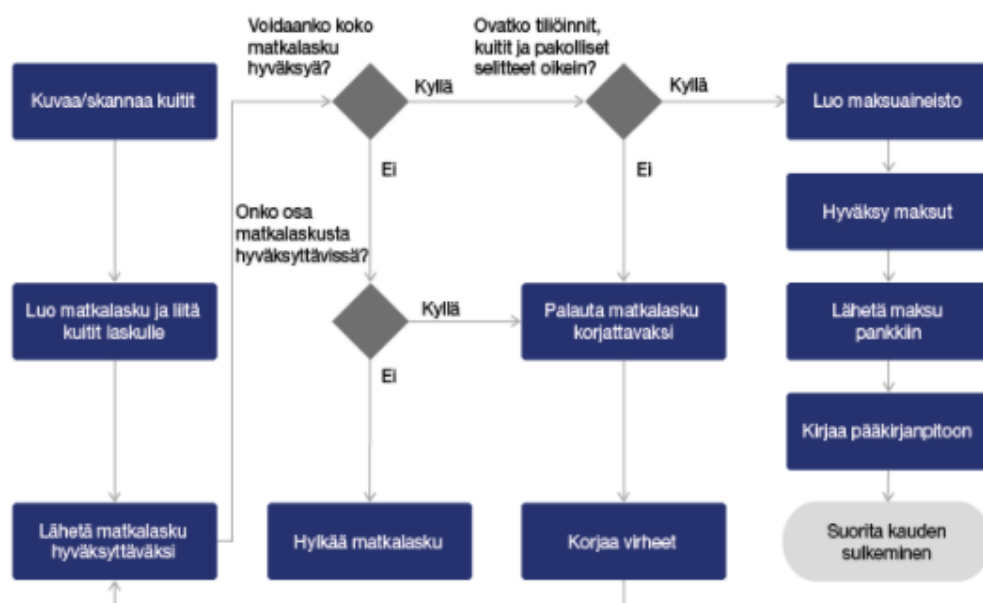 Voidaanko koko
matkalasku
hyväksyä?
Ovatko tiliöinnit,
kuitit ja pakolliset
selitteet oikein?
Kuvaa/skannaa kuitit
Kyllä
Kyllä
Luo maksuaineisto
Ei
Ei
Hyväksy maksut
Onko osa
matkalaskusta
hyväksyttävissä?
Luo matkalasku ja liitä
kuitit laskulle
Kyllä
Palauta matkalasku
korjattavaksi
Lähetä maksu
pankkiin
Ei
Kirjaa pääkirjanpitoon
Lähetä matkalasku
hyväksyttäväksi
Hylkää matkalasku
Korjaa virheet
Suorita kauden
sulkeminen